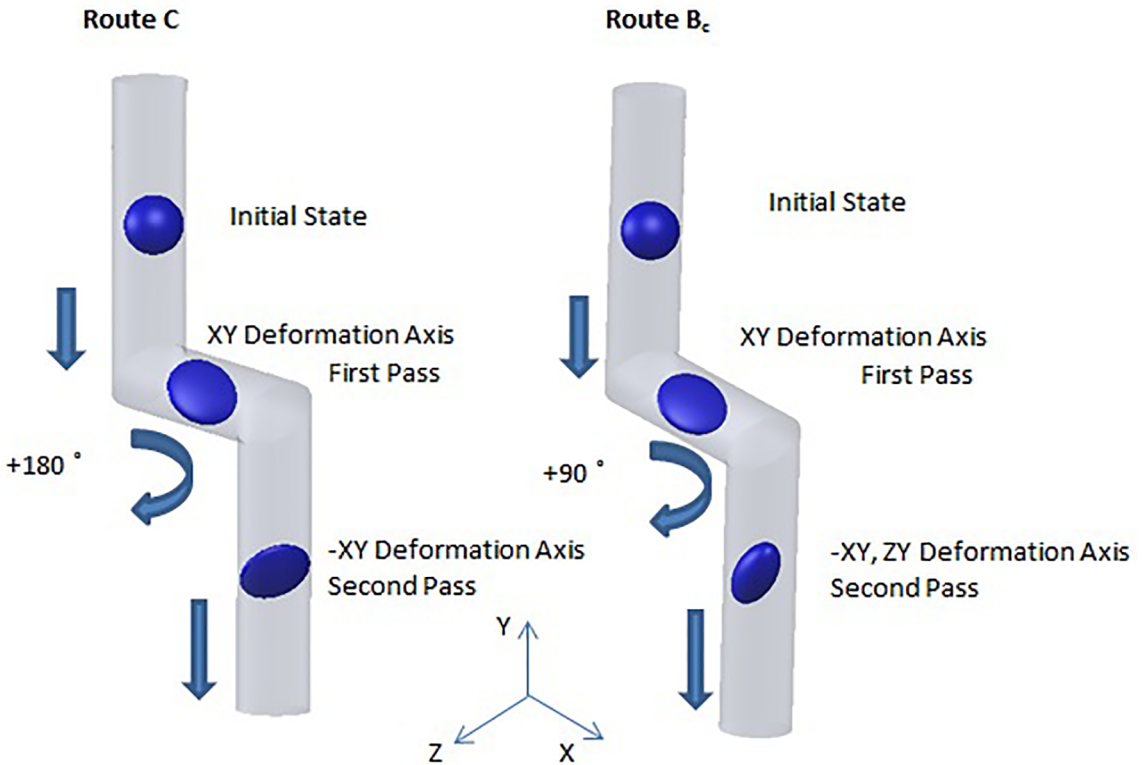 Route C
Initial State
XY Deformation Axis
First Pass
+180 °
-XY Deformation Axis
Second Pass
Route Bc
Initial State
XY Deformation Axis
First Pass
+90 °
-XY, ZY Deformation Axis
Second Pass
Y
Z
X